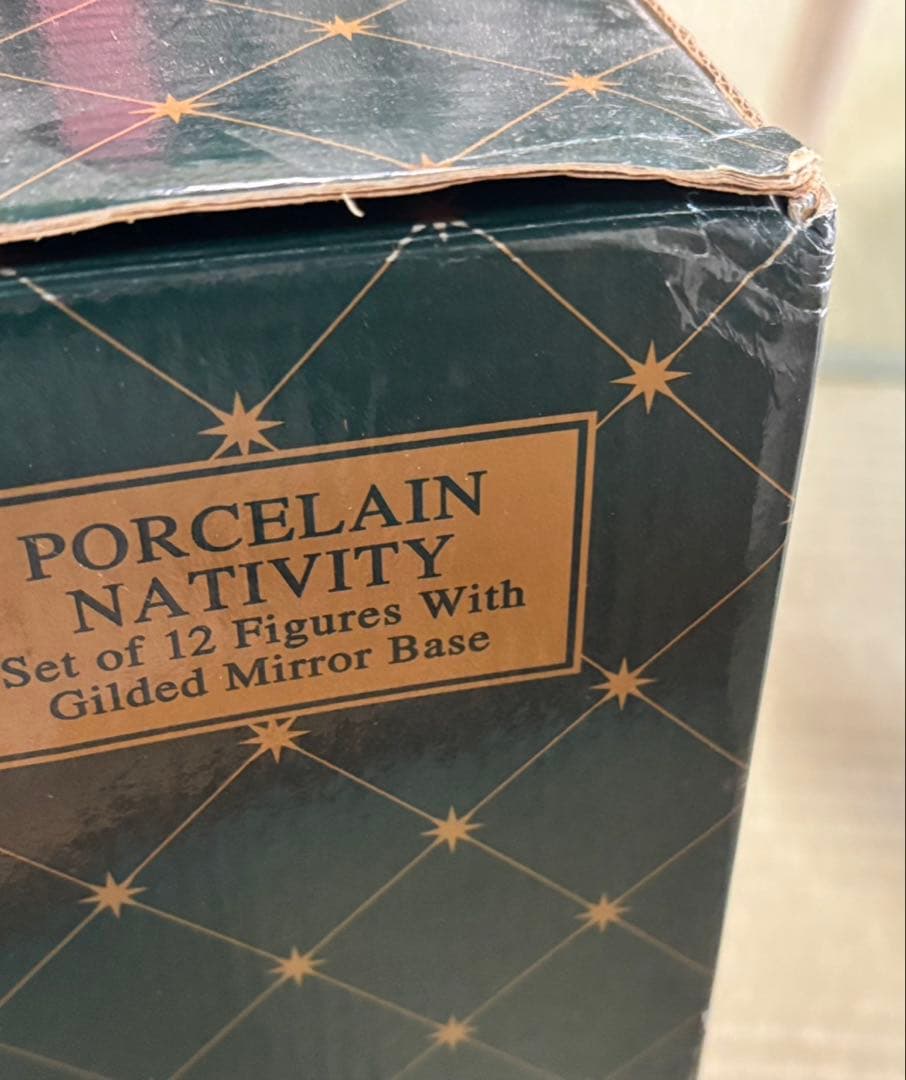 PORCELAIN
NATIVITY
Set of 12 Figures With
Gilded Mirror Base